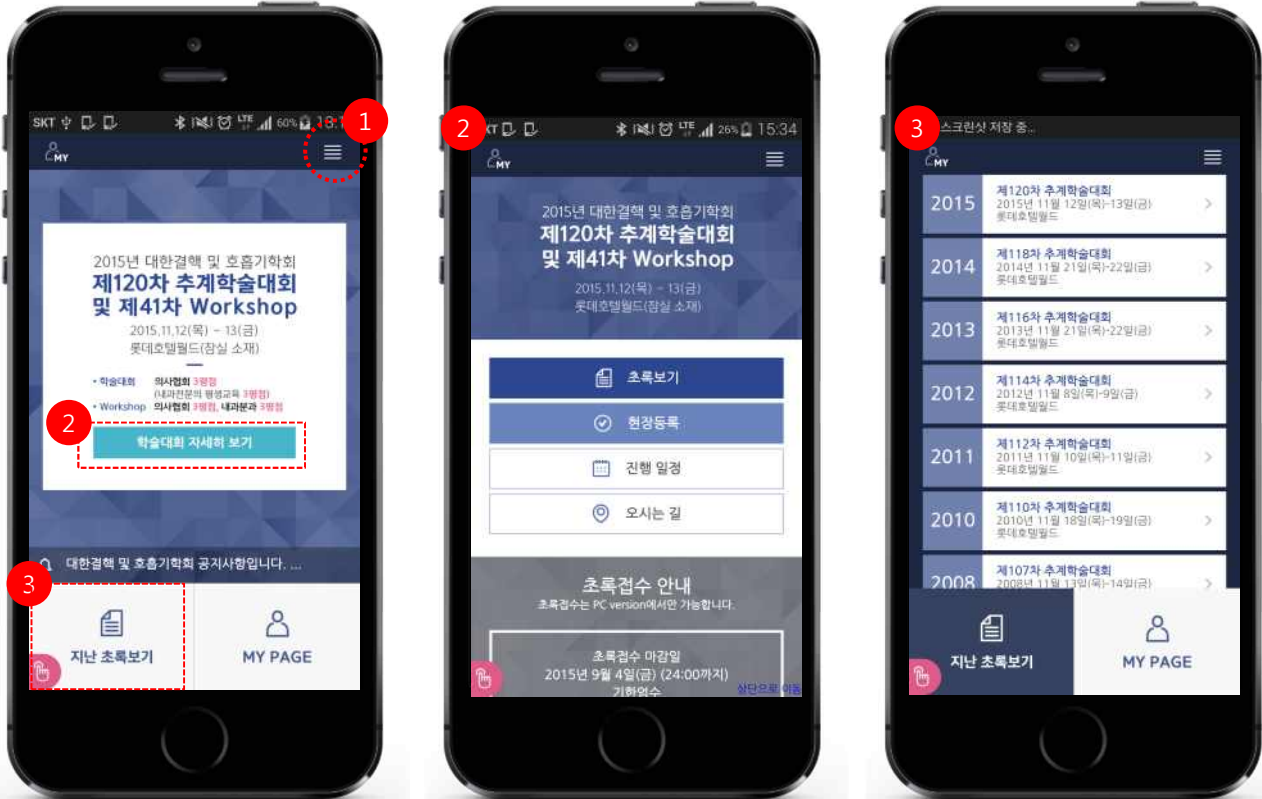 SKT
60%
1
MY
2015년 대한결핵 및 호흡기학회
제120차 추계학술대회
및 제41차 Workshop
2015.11.12(목) - 13(금)
롯데호텔월드(잠실 소재)
• 학술대회 의사협회 3평점
(내과전문의 평생교육 3평점)
• Workshop 의사협회 3평점, 내과분과 3평점
2
학술대회 자세히 보기
대한결핵 및 호흡기학회 공지사항입니다. ...
3
지난 초록보기
MY PAGE
2
LTE 26% 15:34
MY
2015년 대한결핵 및 호흡기학회
제120차 추계학술대회
및 제41차 Workshop
2015.11.12(목) - 13(금)
롯데호텔월드(잠실 소재)
초록보기
현장등록
진행 일정
오시는 길
초록접수 안내
초록접수는 PC version에서만 가능합니다.
초록접수 마감일
2015년 9월 4일(금) (24:00까지)
기한엄수
상단으로 이동
3
스크린샷 저장 중...
MY
2015
제120차 추계학술대회
2015년 11월 12일(목)-13일(금)
롯데호텔월드
2014
제118차 추계학술대회
2014년 11월 21일(목)-22일(금)
롯데호텔월드
2013
제116차 추계학술대회
2013년 11월 21일(목)-22일(금)
롯데호텔월드
2012
제114차 추계학술대회
2012년 11월 8일(목)-9일(금)
롯데호텔월드
2011
제112차 추계학술대회
2011년 11월 10일(목)-11일(금)
롯데호텔월드
2010
제110차 추계학술대회
2010년 11월 18일(목)-19일(금)
롯데호텔월드
2008
제107차 추계학술대회
2008년 11월 13일(목)-14일(금)
지난 초록보기
MY PAGE